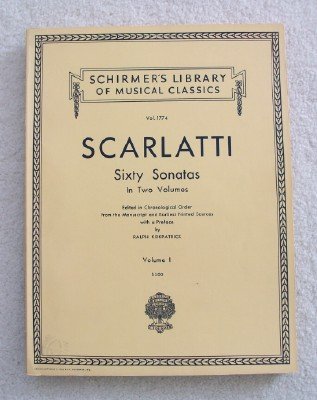 SCHIRMER'S LIBRARY
OF MUSICAL CLASSICS
Vol. 1774
SCARLATTI
Sixty Sonatas
In Two Volumes
Edited in Chronological Order
from the Manuscript and Earliest Printed Sources
with a Preface
by
RALPH KIRKPATRICK
Volume I